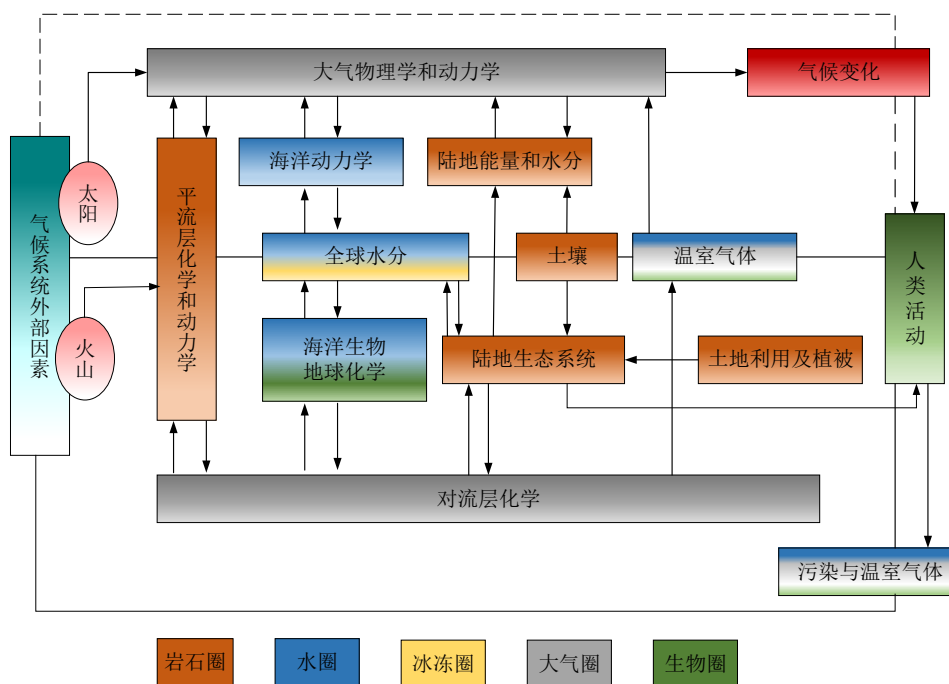 大气物理学和动力学
气候变化
太阳
气候系统外部因素
火山
平流层化学和动力学
海洋动力学
陆地能量和水分
全球水分
土壤
温室气体
人类活动
海洋生物
地球化学
陆地生态系统
土地利用及植被
对流层化学
污染与温室气体
岩石圈
水圈
冰冻圈
大气圈
生物圈